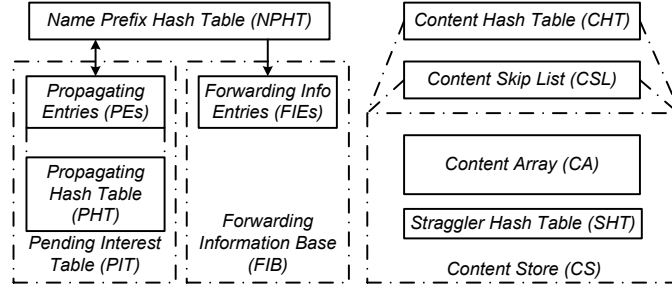 Name Prefix Hash Table (NPHT)
Propagating
Entries (PEs)
Propagating
Hash Table
(PHT)
Pending Interest
Table (PIT)
Forwarding Info
Entries (FIEs)
Forwarding
Information Base
(FIB)
Content Hash Table (CHT)
Content Skip List (CSL)
Content Array (CA)
Straggler Hash Table (SHT)
Content Store (CS)